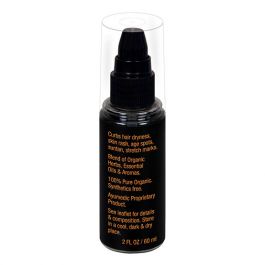 Curbs hair dryness,
skin rash, age spots,
suntan, stretch marks.
Blend of Organic
Herbs, Essential
Oils & Aromas.
100% Pure Organic.
Synthetics free.
Ayurvedic Proprietary
Product.
See leaflet for details
& composition. Store
in a cool, dark & dry
place.
2 FL. OZ / 60 ml